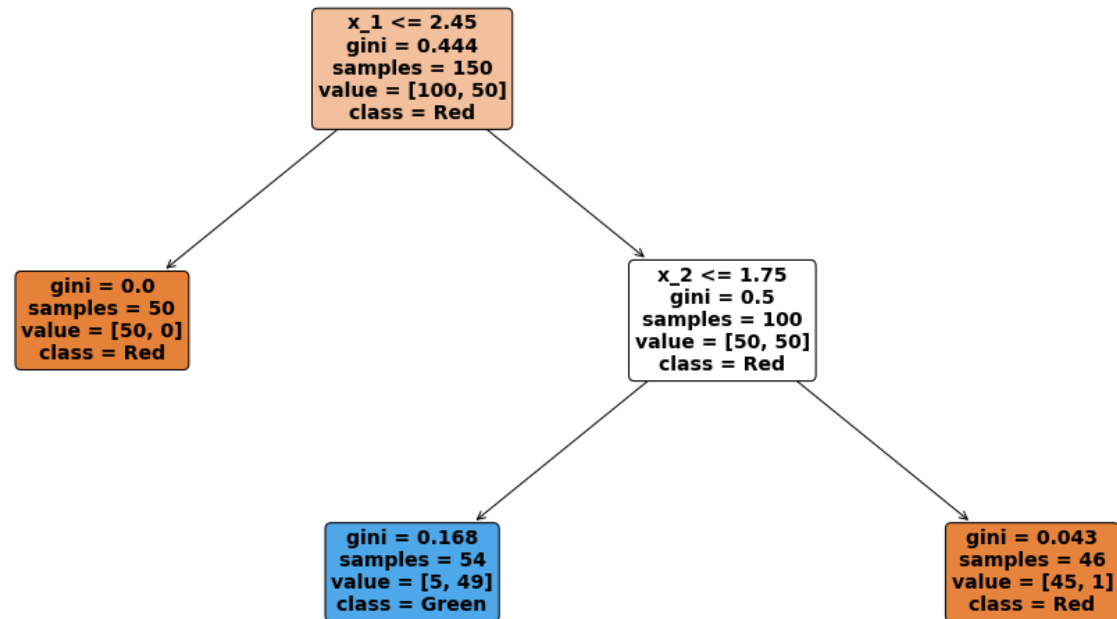 x_1 <= 2.45
gini = 0.444
samples = 150
value = [100, 50]
class = Red
gini = 0.0
samples = 50
value = [50, 0]
class = Red
x_2 <= 1.75
gini = 0.5
samples = 100
value = [50, 50]
class = Red
gini = 0.168
samples = 54
value = [5, 49]
class = Green
gini = 0.043
samples = 46
value = [45, 1]
class = Red